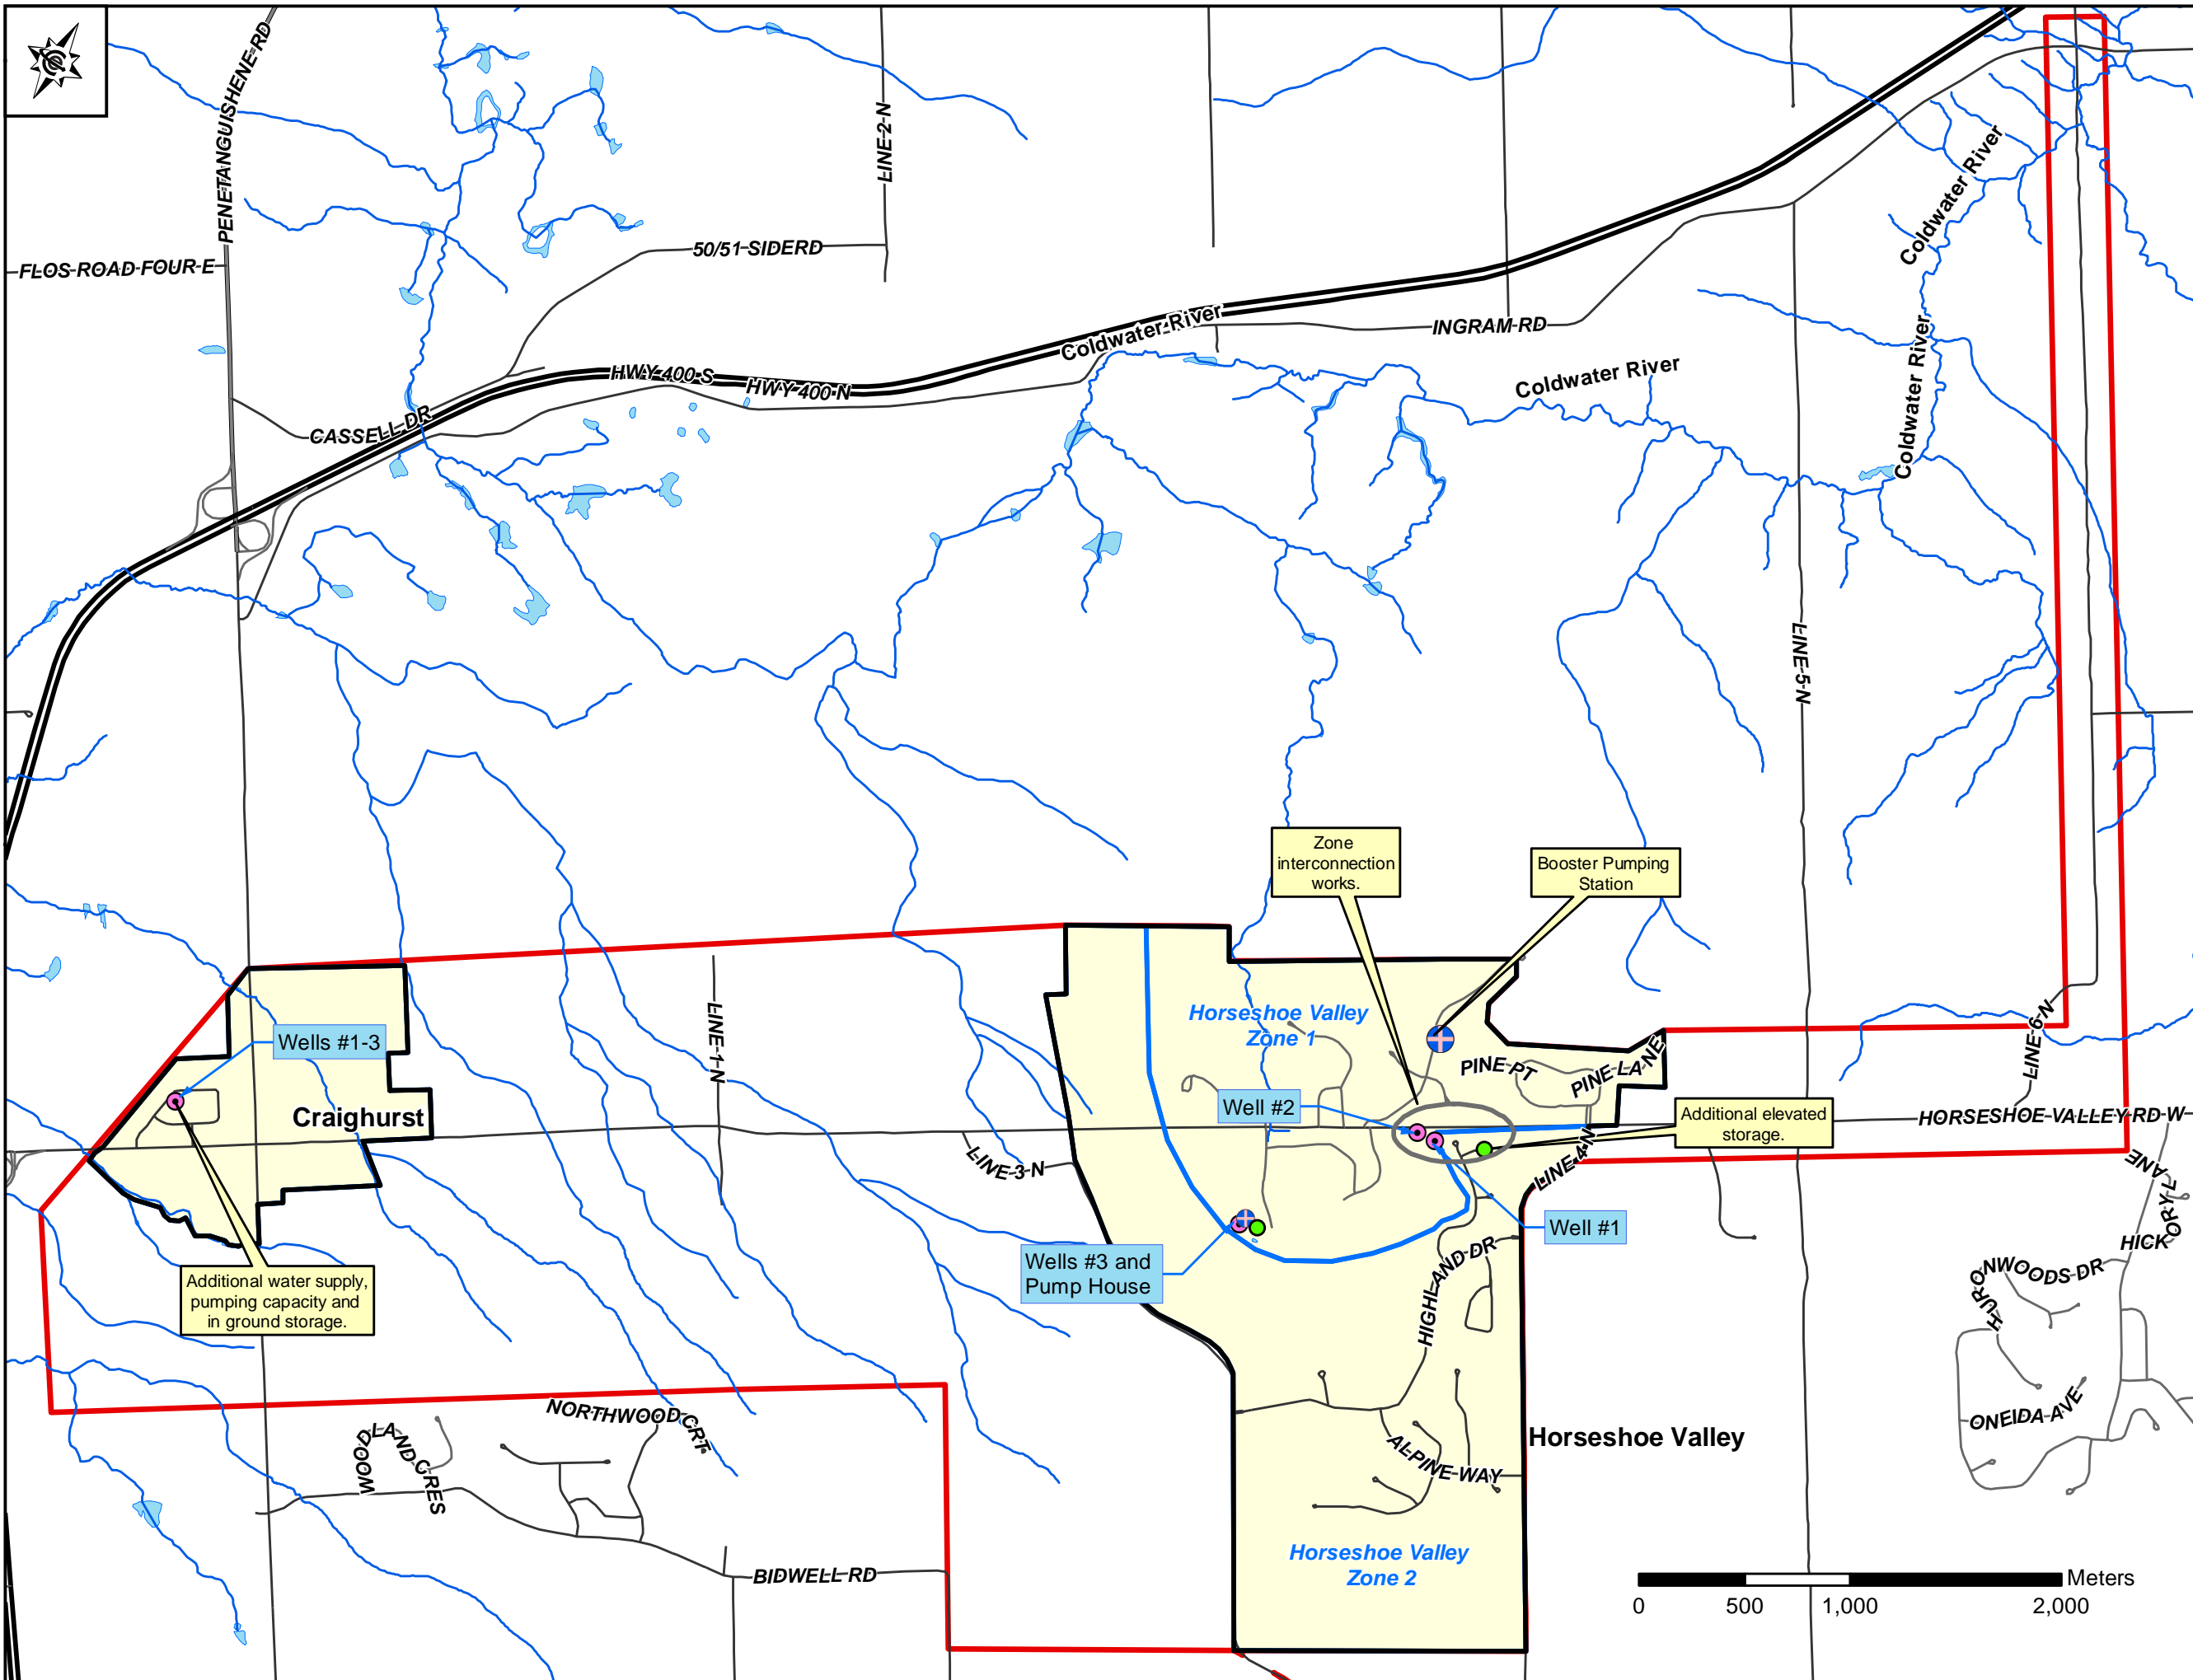 PENETANGUISHENE RD
LINE 2 N
FLOS ROAD FOUR E
50/51 SIDERD
Coldwater River
Coldwater River
INGRAM RD
Coldwater River
Coldwater River
HWY 400 S
HWY 400 N
CASSELL DR
LINE 5 N
Zone
interconnection
works.
Booster Pumping
Station
Horseshoe Valley
Zone 1
LINE 1 N
LINE 6 N
Wells #1-3
PINE PT
PINE LANE
Craighurst
Well #2
Additional elevated
storage.
HORSESHOE VALLEY RD W
LINE 3 N
LINE 4 N
HICKORY LANE
Well #1
Wells #3 and
Pump House
HIGHLAND DR
HURONWOODS DR
Additional water supply,
pumping capacity and
in ground storage.
NORTHWOOD CRT
WOODLAND CRES
ONEIDA AVE
ALPINE WAY
Horseshoe Valley
Horseshoe Valley
Zone 2
BIDWELL RD
Meters
0 500 1,000 2,000